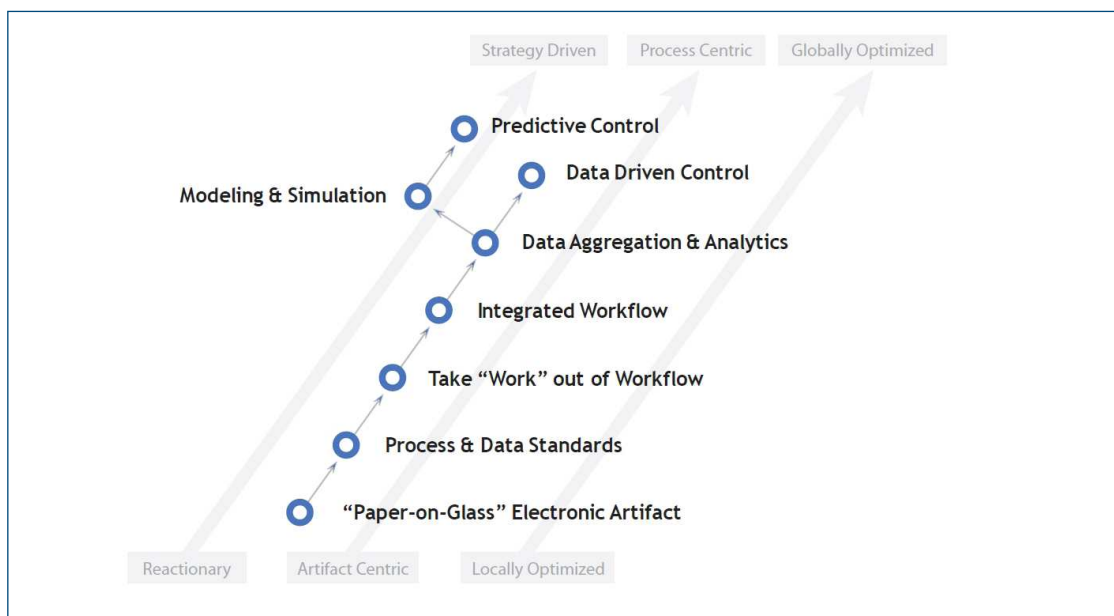 Strategy Driven
Process Centric
Globally Optimized
Predictive Control
Data Driven Control
Modeling & Simulation
Data Aggregation & Analytics
Integrated Workflow
Take “Work” out of Workflow
Process & Data Standards
“Paper-on-Glass” Electronic Artifact
Reactionary
Artifact Centric
Locally Optimized